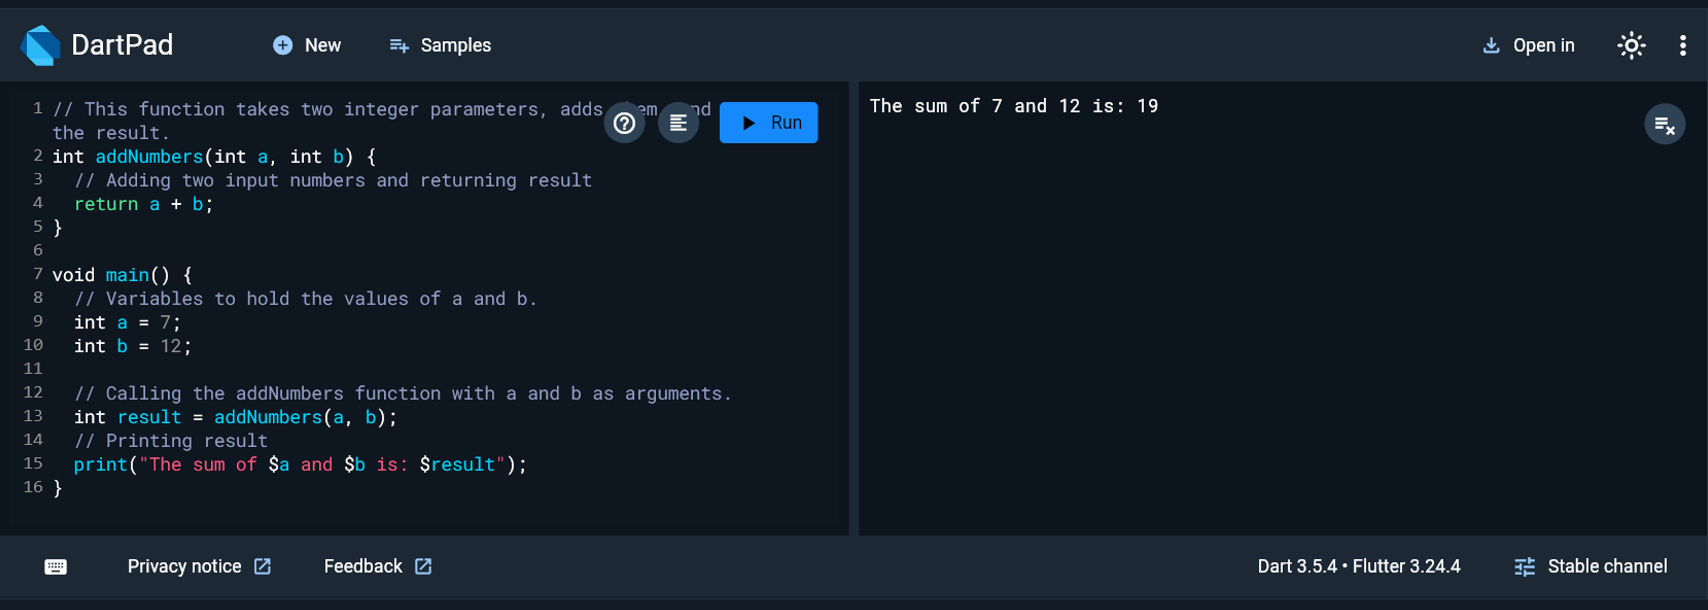 DartPad
New
Samples
Open in
1 // This function takes two integer parameters, adds
the result.
2 int addNumbers(int a, int b) {
3 // Adding two input numbers and returning result
4 return a + b;
5 }
6
7 void main() {
8 // Variables to hold the values of a and b.
9 int a = 7;
10 int b = 12;
11
12 // Calling the addNumbers function with a and b as arguments.
13 int result = addNumbers(a, b);
14 // Printing result
15 print("The sum of $a and $b is: $result");
16 }
Run
The sum of 7 and 12 is: 19
Privacy notice
Feedback
Dart 3.5.4 • Flutter 3.24.4
Stable channel